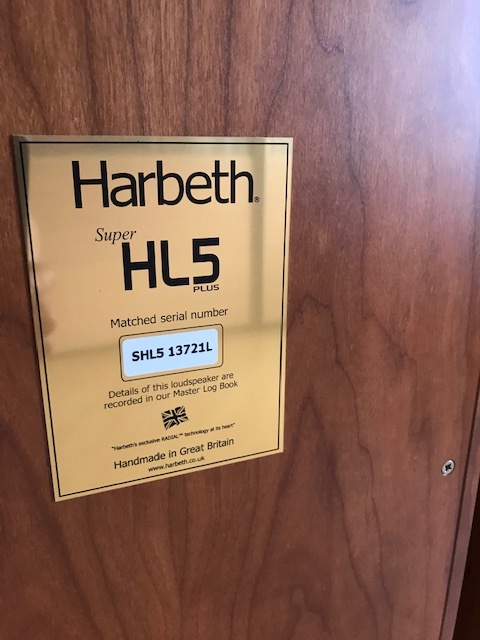 Harbeth®
Super
HL5
PLUS
Matched serial number
SHL5 13721L
Details of this loudspeaker are
recorded in our Master Log Book
"Harbeth's exclusive RADIAL™ technology at its heart"
Handmade in Great Britain
www.harbeth.co.uk